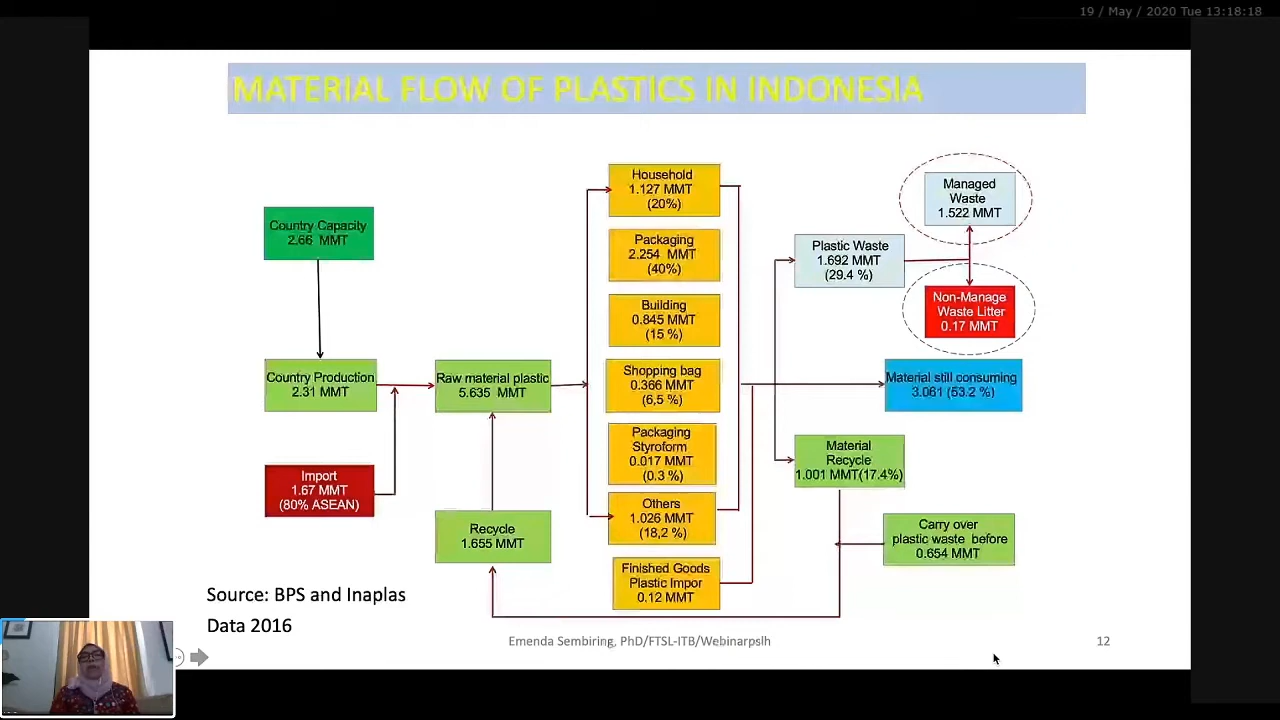 19 / May / 2020 Tue 13:18:18
MATERIAL FLOW OF PLASTICS IN INDONESIA
Country Capacity
2.66 MMT
Country Production
2.31 MMT
Import
1.67 MMT
(80% ASEAN)
Raw material plastic
5.635 MMT
Recycle
1.655 MMT
Household
1.127 MMT
(20%)
Packaging
2.254 MMT
(40%)
Building
0.845 MMT
(15 %)
Shopping bag
0.366 MMT
(6,5 %)
Packaging
Styroform
0.017 MMT
(0.3 %)
Others
1.026 MMT
(18,2 %)
Finished Goods
Plastic Impor
0.12 MMT
Plastic Waste
1.692 MMT
(29.4 %)
Managed
Waste
1.522 MMT
Non-Manage
Waste Litter
0.17 MMT
Material still consuming
3.061 (53.2 %)
Material
Recycle
1.001 MMT(17.4%)
Carry over
plastic waste before
0.654 MMT
Source: BPS and Inaplas
Data 2016
Emenda Sembiring, PhD/FTSL-ITB/Webinarpslh
12